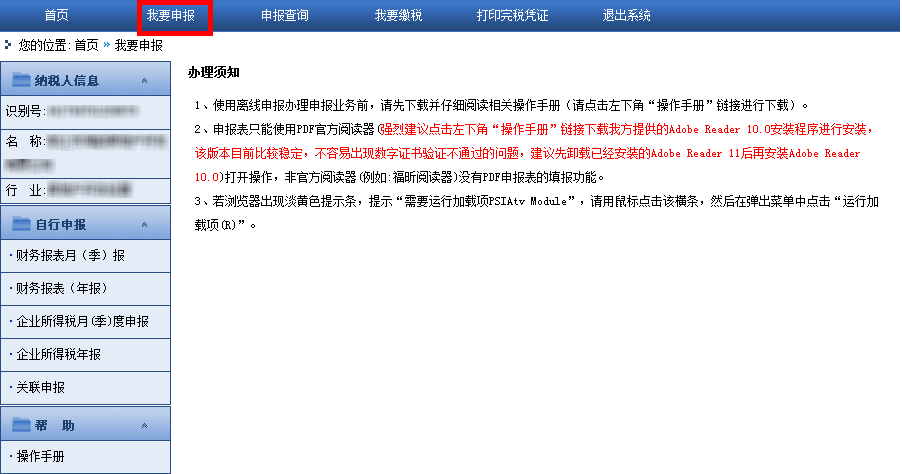 首页 我要申报 申报查询 我要缴税 打印完税凭证 退出系统
您的位置: 首页 » 我要申报
纳税人信息
识别号:
名 称:
行 业:
自行申报
·财务报表月（季）报
·财务报表（年报）
·企业所得税月(季)度申报
·企业所得税年报
·关联申报
帮 助
·操作手册
办理须知
1、使用离线申报办理申报业务前，请先下载并仔细阅读相关操作手册（请点击左下角“操作手册”链接进行下载）。
2、申报表只能使用PDF官方阅读器(强烈建议点击左下角“操作手册”链接下载我方提供的Adobe Reader 10.0安装程序进行安装，
该版本目前比较稳定，不容易出现数字证书验证不通过的问题，建议先卸载已经安装的Adobe Reader 11后再安装Adobe Reader
10.0)打开操作，非官方阅读器(例如:福昕阅读器)没有PDF申报表的填报功能。
3、若浏览器出现淡黄色提示条，提示“需要运行加载项PSIAtv Module”，请用鼠标点击该横条，然后在弹出菜单中点击“运行加
载项(R)”。